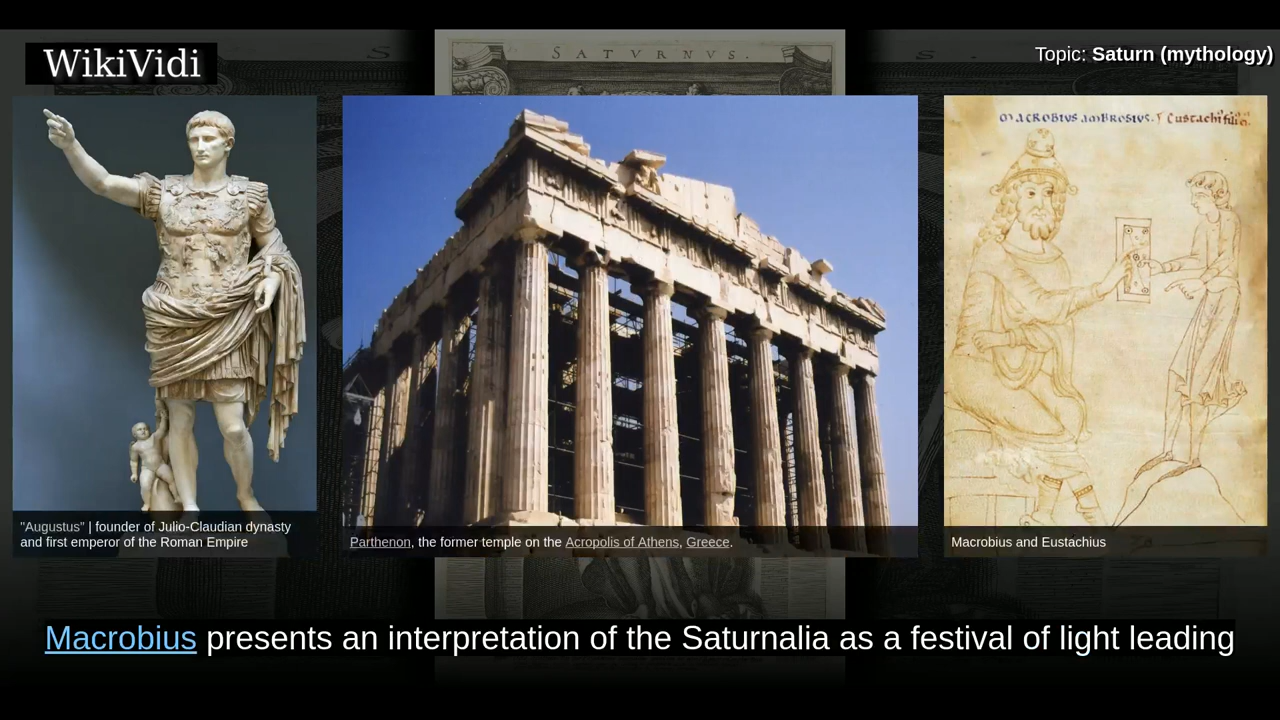 SATVRNVS.
WikiVidi
Topic: Saturn (mythology)
MACROBIUS AMBROSIUS.
"Augustus" | founder of Julio-Claudian dynasty
and first emperor of the Roman Empire
Parthenon, the former temple on the Acropolis of Athens, Greece.
Macrobius and Eustachius
Macrobius presents an interpretation of the Saturnalia as a festival of light leading